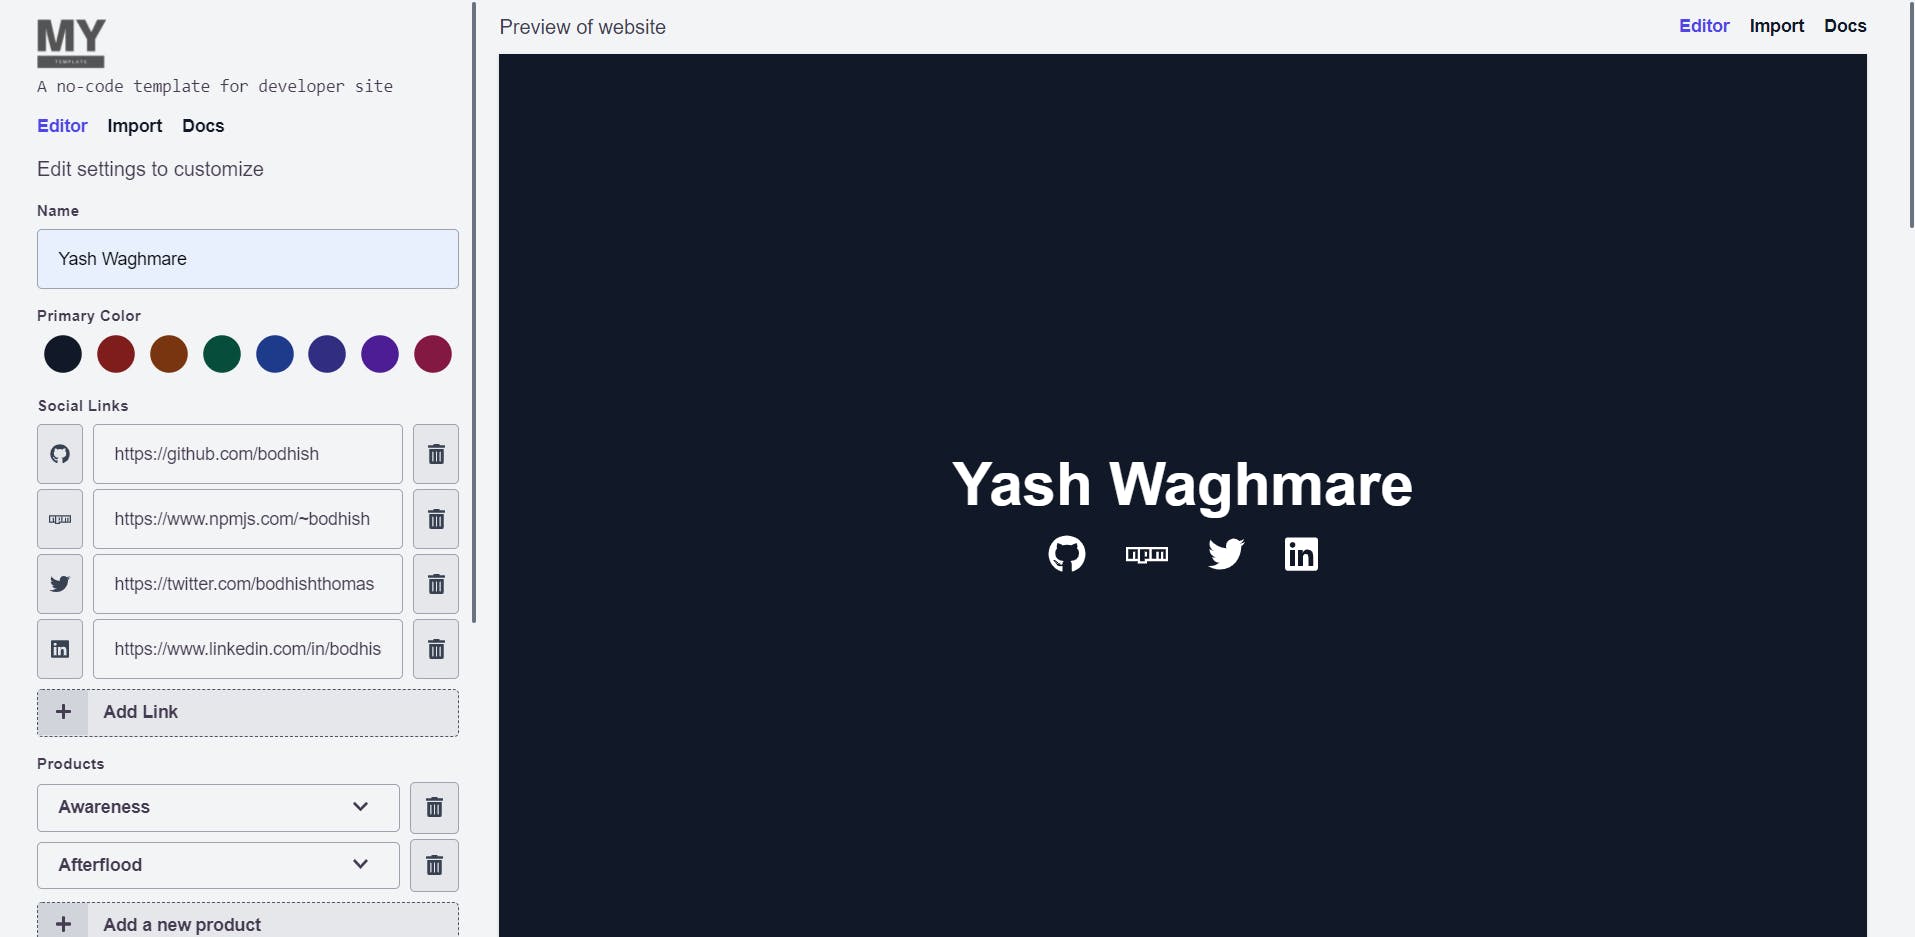 MY
TEMPLATE
A no-code template for developer site
Editor Import Docs
Edit settings to customize
Name
Yash Waghmare
Primary Color
Social Links
https://github.com/bodhish
npm
https://www.npmjs.com/~bodhish
https://twitter.com/bodhishthomas
in
https://www.linkedin.com/in/bodhis
+ Add Link
Products
Awareness
Afterflood
+ Add a new product
Preview of website
Editor Import Docs
Yash Waghmare
npm
in